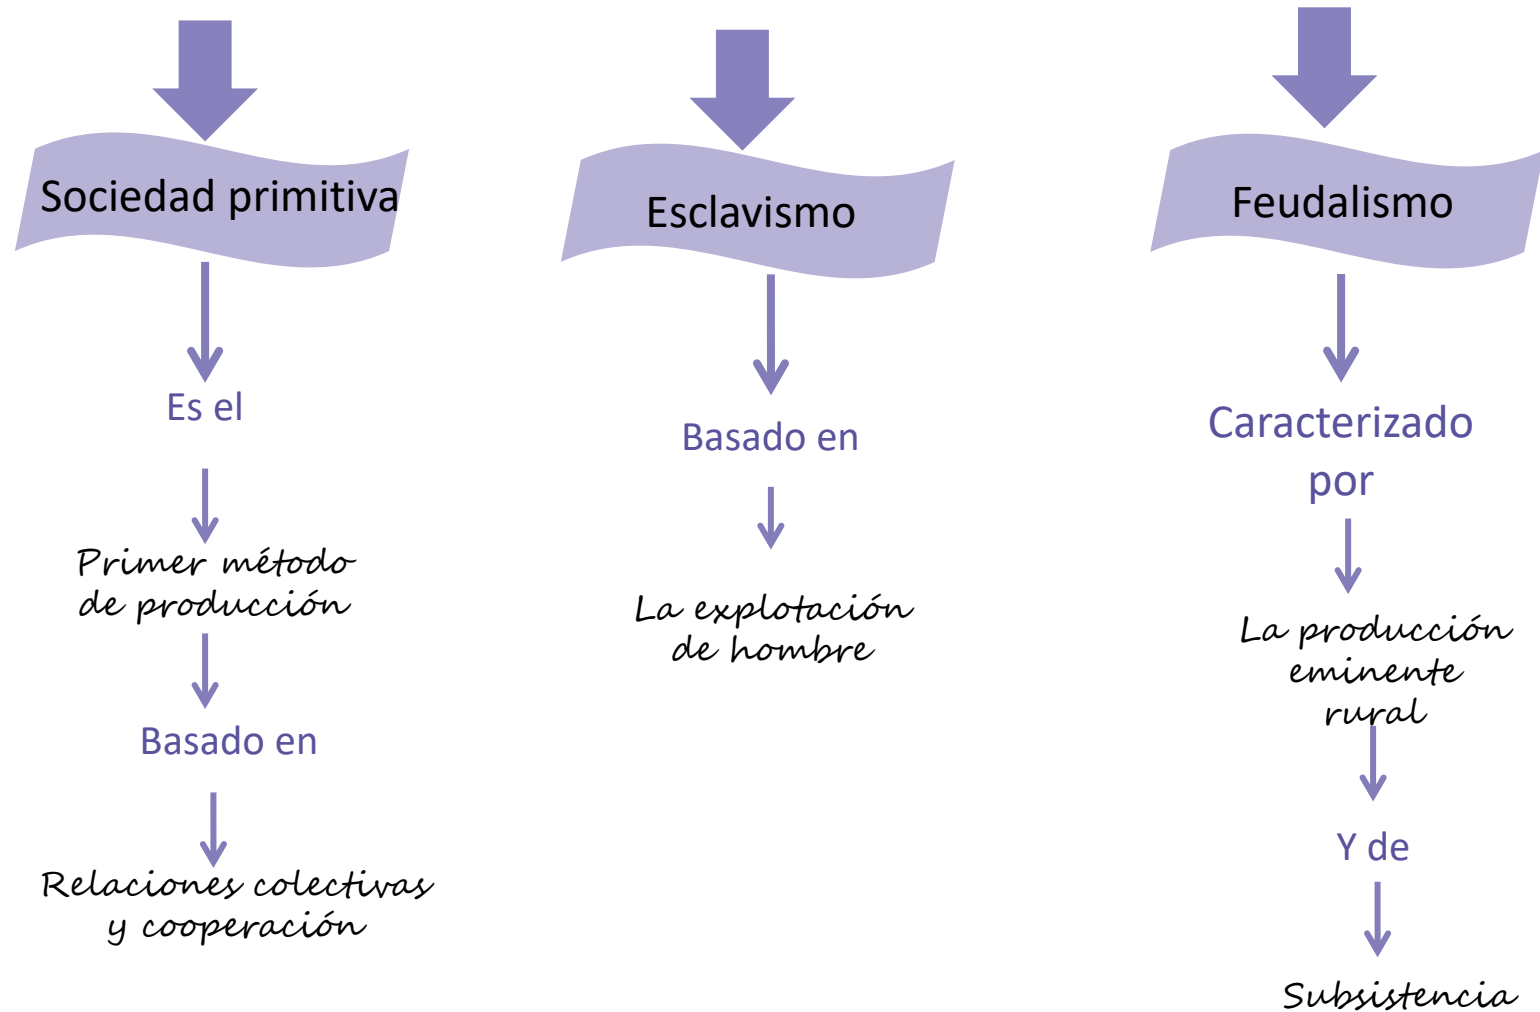 Sociedad primitiva
Es el
Primer método
de producción
Basado en
Relaciones colectivas
y cooperación
Esclavismo
Basado en
La explotación
de hombre
Feudalismo
Caracterizado
por
La producción
eminente
rural
Y de
Subsistencia